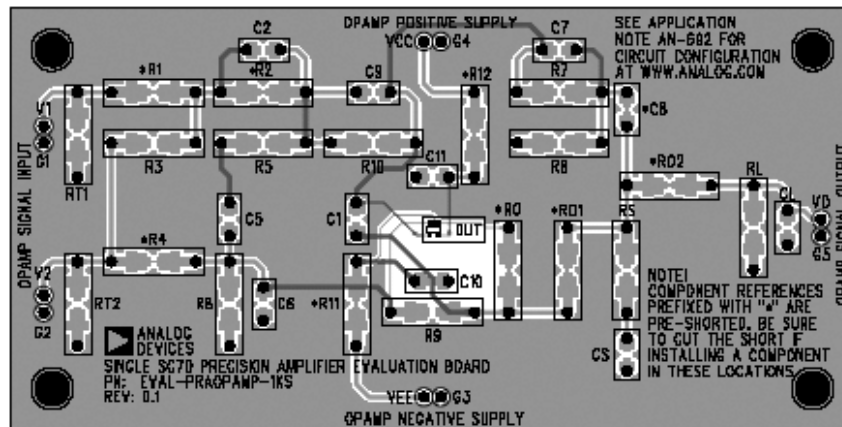 C2
OPAMP POSITIVE SUPPLY
C7
VCC G4
SEE APPLICATION
NOTE AN-692 FOR
CIRCUIT CONFIGURATION
AT WWW.ANALOG.COM
*R1
*R2
C9
*R12
R7
*C8
V1
G1
RT1
R3
R5
R10
R8
C11
*RO2
RL
CL
VO
G5
OPAMP SIGNAL INPUT
OPAMP SIGNAL OUTPUT
C5
C1
DUT
*RO
*RO1
RS
*R4
V2
G2
RT2
R6
C6
*R11
C10
R9
CS
NOTE:
COMPONENT REFERENCES
PREFIXED WITH "*" ARE
PRE-SHORTED. BE SURE
TO CUT THE SHORT IF
INSTALLING A COMPONENT
IN THESE LOCATIONS.
ANALOG
DEVICES
SINGLE SC70 PRECISION AMPLIFIER EVALUATION BOARD
PN: EVAL-PRAOPAMP-1KS
REV: 0.1
VEE G3
OPAMP NEGATIVE SUPPLY